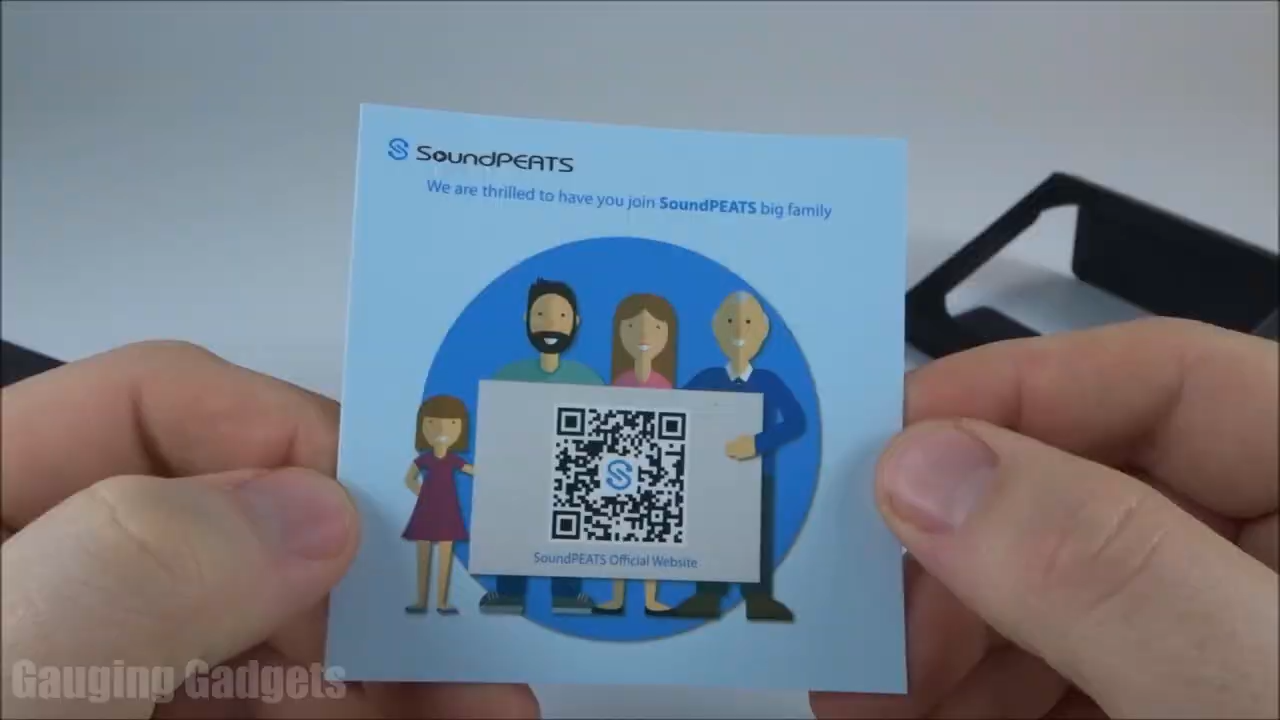 SoundPEATS
We are thrilled to have you join SoundPEATS big family
SoundPEATS Official Website
Gauging Gadgets